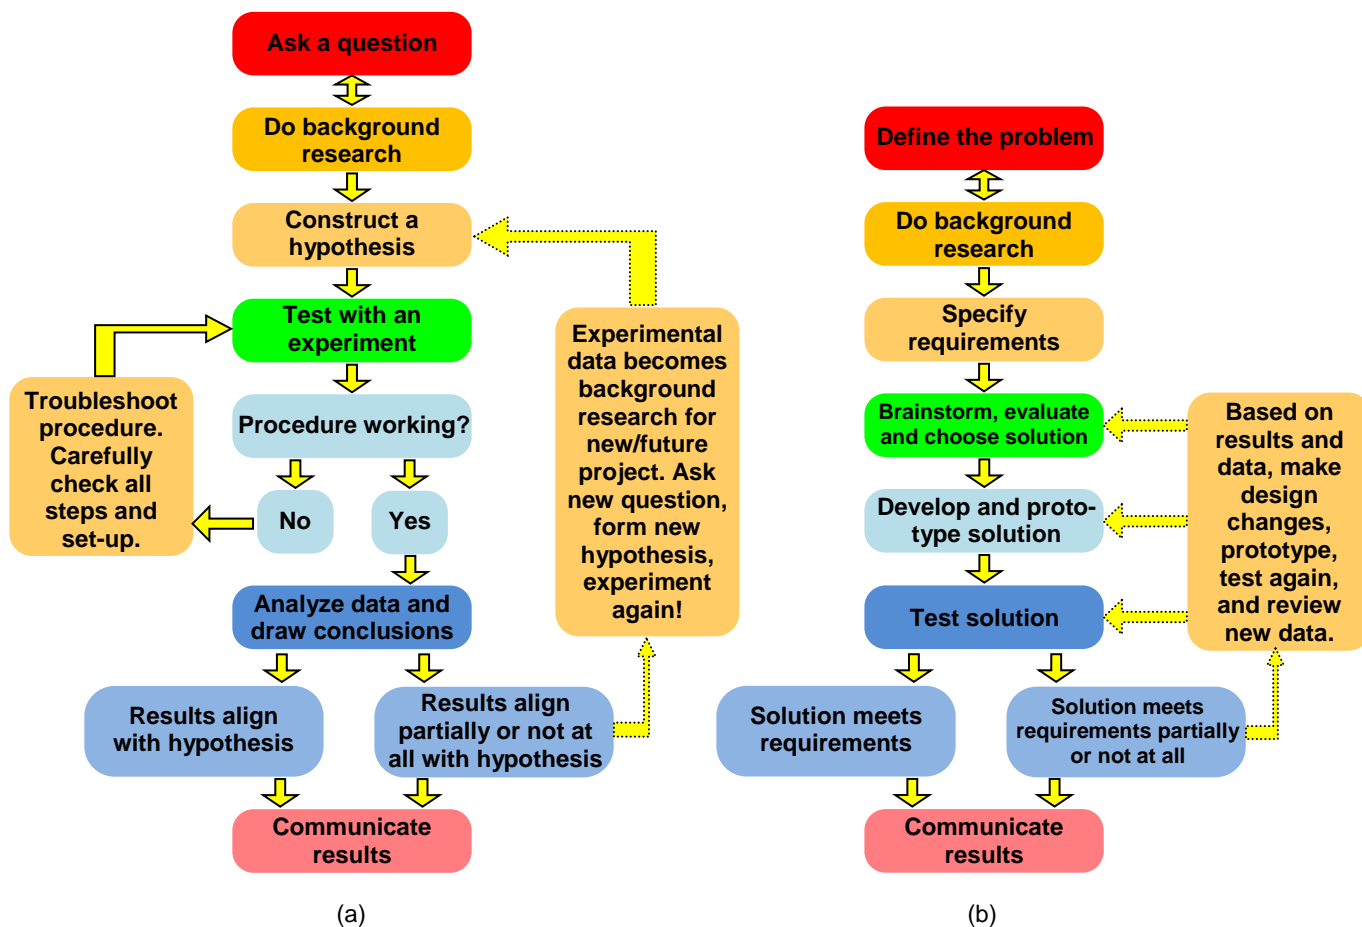 Ask a question
Do background
research
Construct a
hypothesis
Test with an
experiment
Procedure working?
No
Yes
Troubleshoot
procedure.
Carefully
check all
steps and
set-up.
Analyze data and
draw conclusions
Results align
with hypothesis
Results align
partially or not at
all with hypothesis
Experimental
data becomes
background
research for
new/future
project. Ask
new question,
form new
hypothesis,
experiment
again!
Communicate
results
(a)
Define the problem
Do background
research
Specify
requirements
Brainstorm, evaluate
and choose solution
Develop and proto-
type solution
Test solution
Based on
results and
data, make
design
changes,
prototype,
test again,
and review
new data.
Solution meets
requirements
Solution meets
requirements partially
or not at all
Communicate
results
(b)